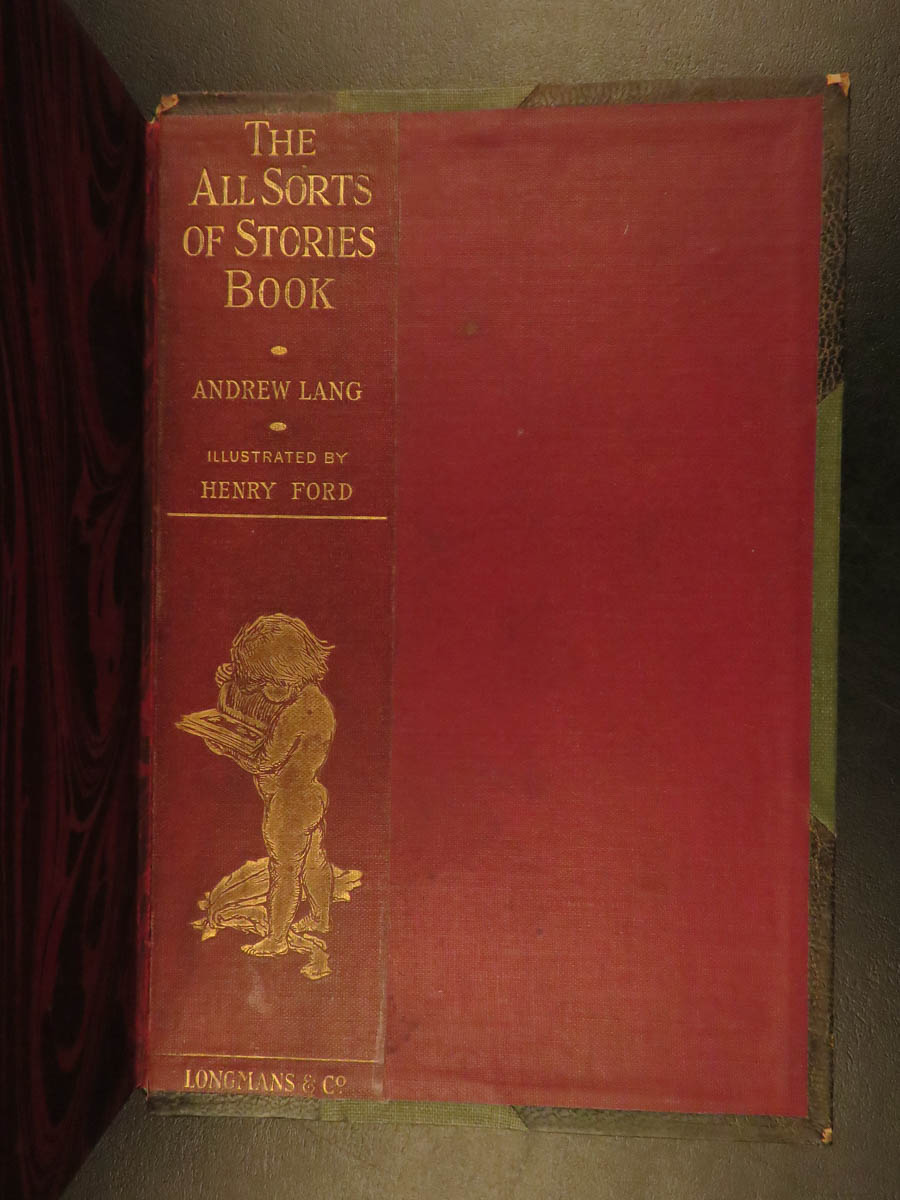 THE
ALL SORTS
OF STORIES
BOOK
ANDREW LANG
ILLUSTRATED BY
HENRY FORD
LONGMANS & Co